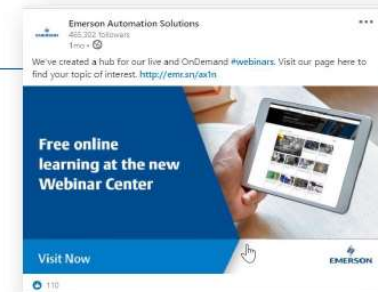 Emerson Automation Solutions
465,302 followers
1mo •
We've created a hub for our live and OnDemand #webinars. Visit our page here to
find your topic of interest. http://emr.sn/ax1n
Free online
learning at the new
Webinar Center
Visit Now
EMERSON
110